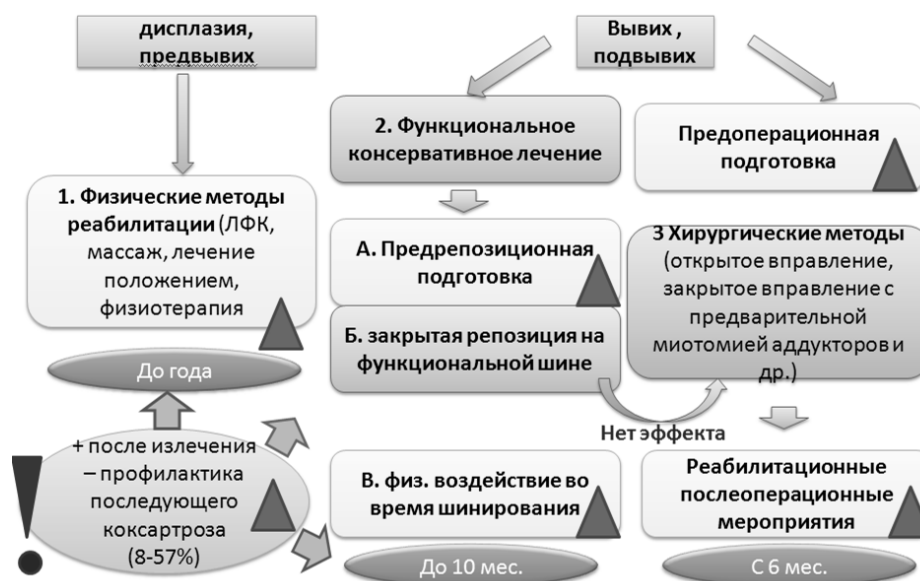 дисплазия,
предвывих
Вывих ,
подвывих
2. Функциональное
консервативное лечение
Предоперационная
подготовка
1. Физические методы
реабилитации (ЛФК,
массаж, лечение
положением,
физиотерапия
А. Предрепозиционная
подготовка
3 Хирургические методы
(открытое вправление,
закрытое вправление с
предварительной
миотомией аддукторов и
др.)
Б. закрытая репозиция на
функциональной шине
До года
Нет эффекта
+ после излечения
– профилактика
последующего
коксартроза
(8-57%)
В. физ. воздействие во
время шинирования
Реабилитационные
послеоперационные
мероприятия
До 10 мес.
С 6 мес.